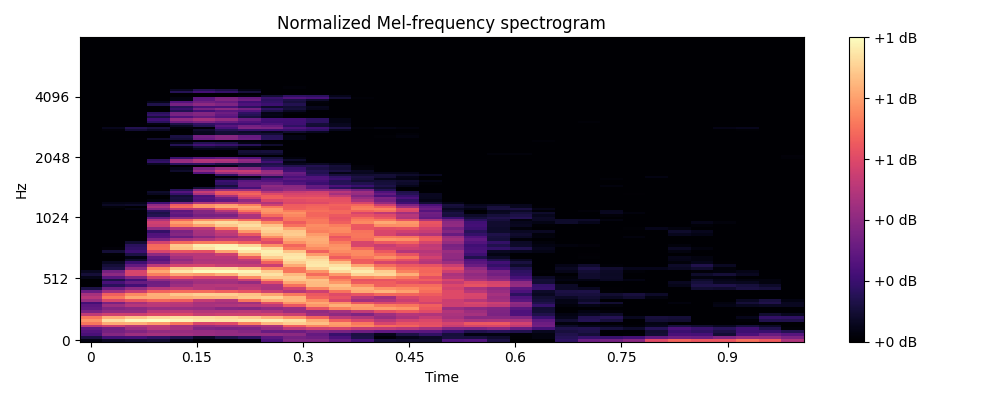 Normalized Mel-frequency spectrogram
Hz
4096
2048
1024
512
0
0 0.15 0.3 0.45 0.6 0.75 0.9
Time
+1 dB
+1 dB
+1 dB
+0 dB
+0 dB
+0 dB